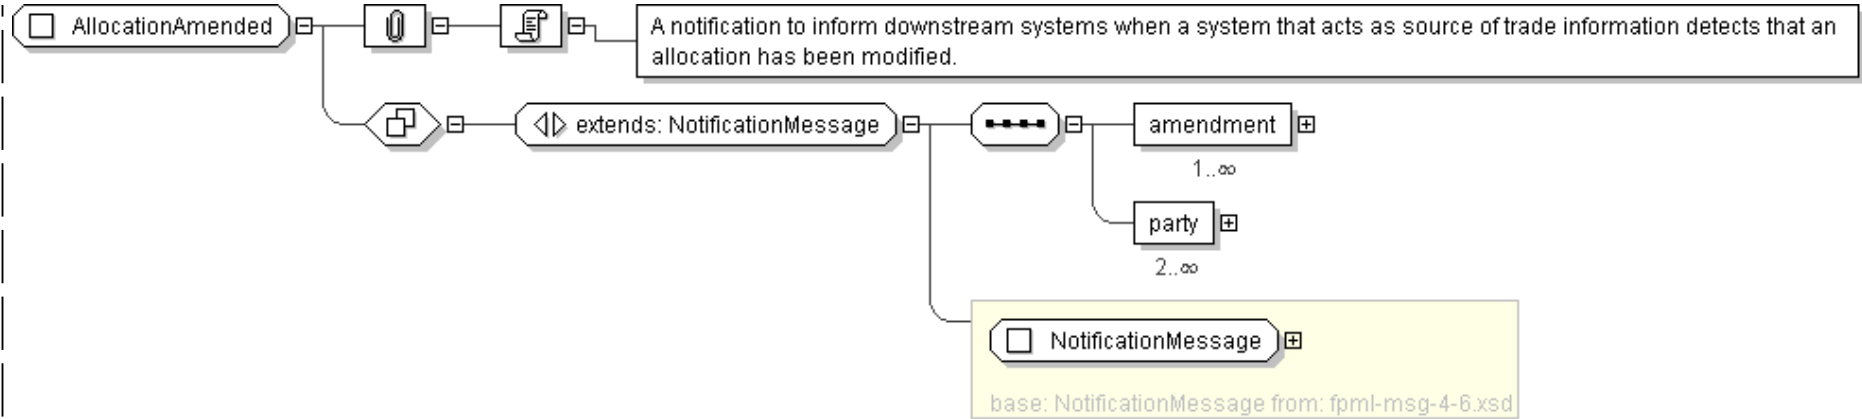 AllocationAmended
A notification to inform downstream systems when a system that acts as source of trade information detects that an
allocation has been modified.
extends: NotificationMessage
amendment
1..∞
party
2..∞
NotificationMessage
base: NotificationMessage from: fpml-msg-4-6.xsd